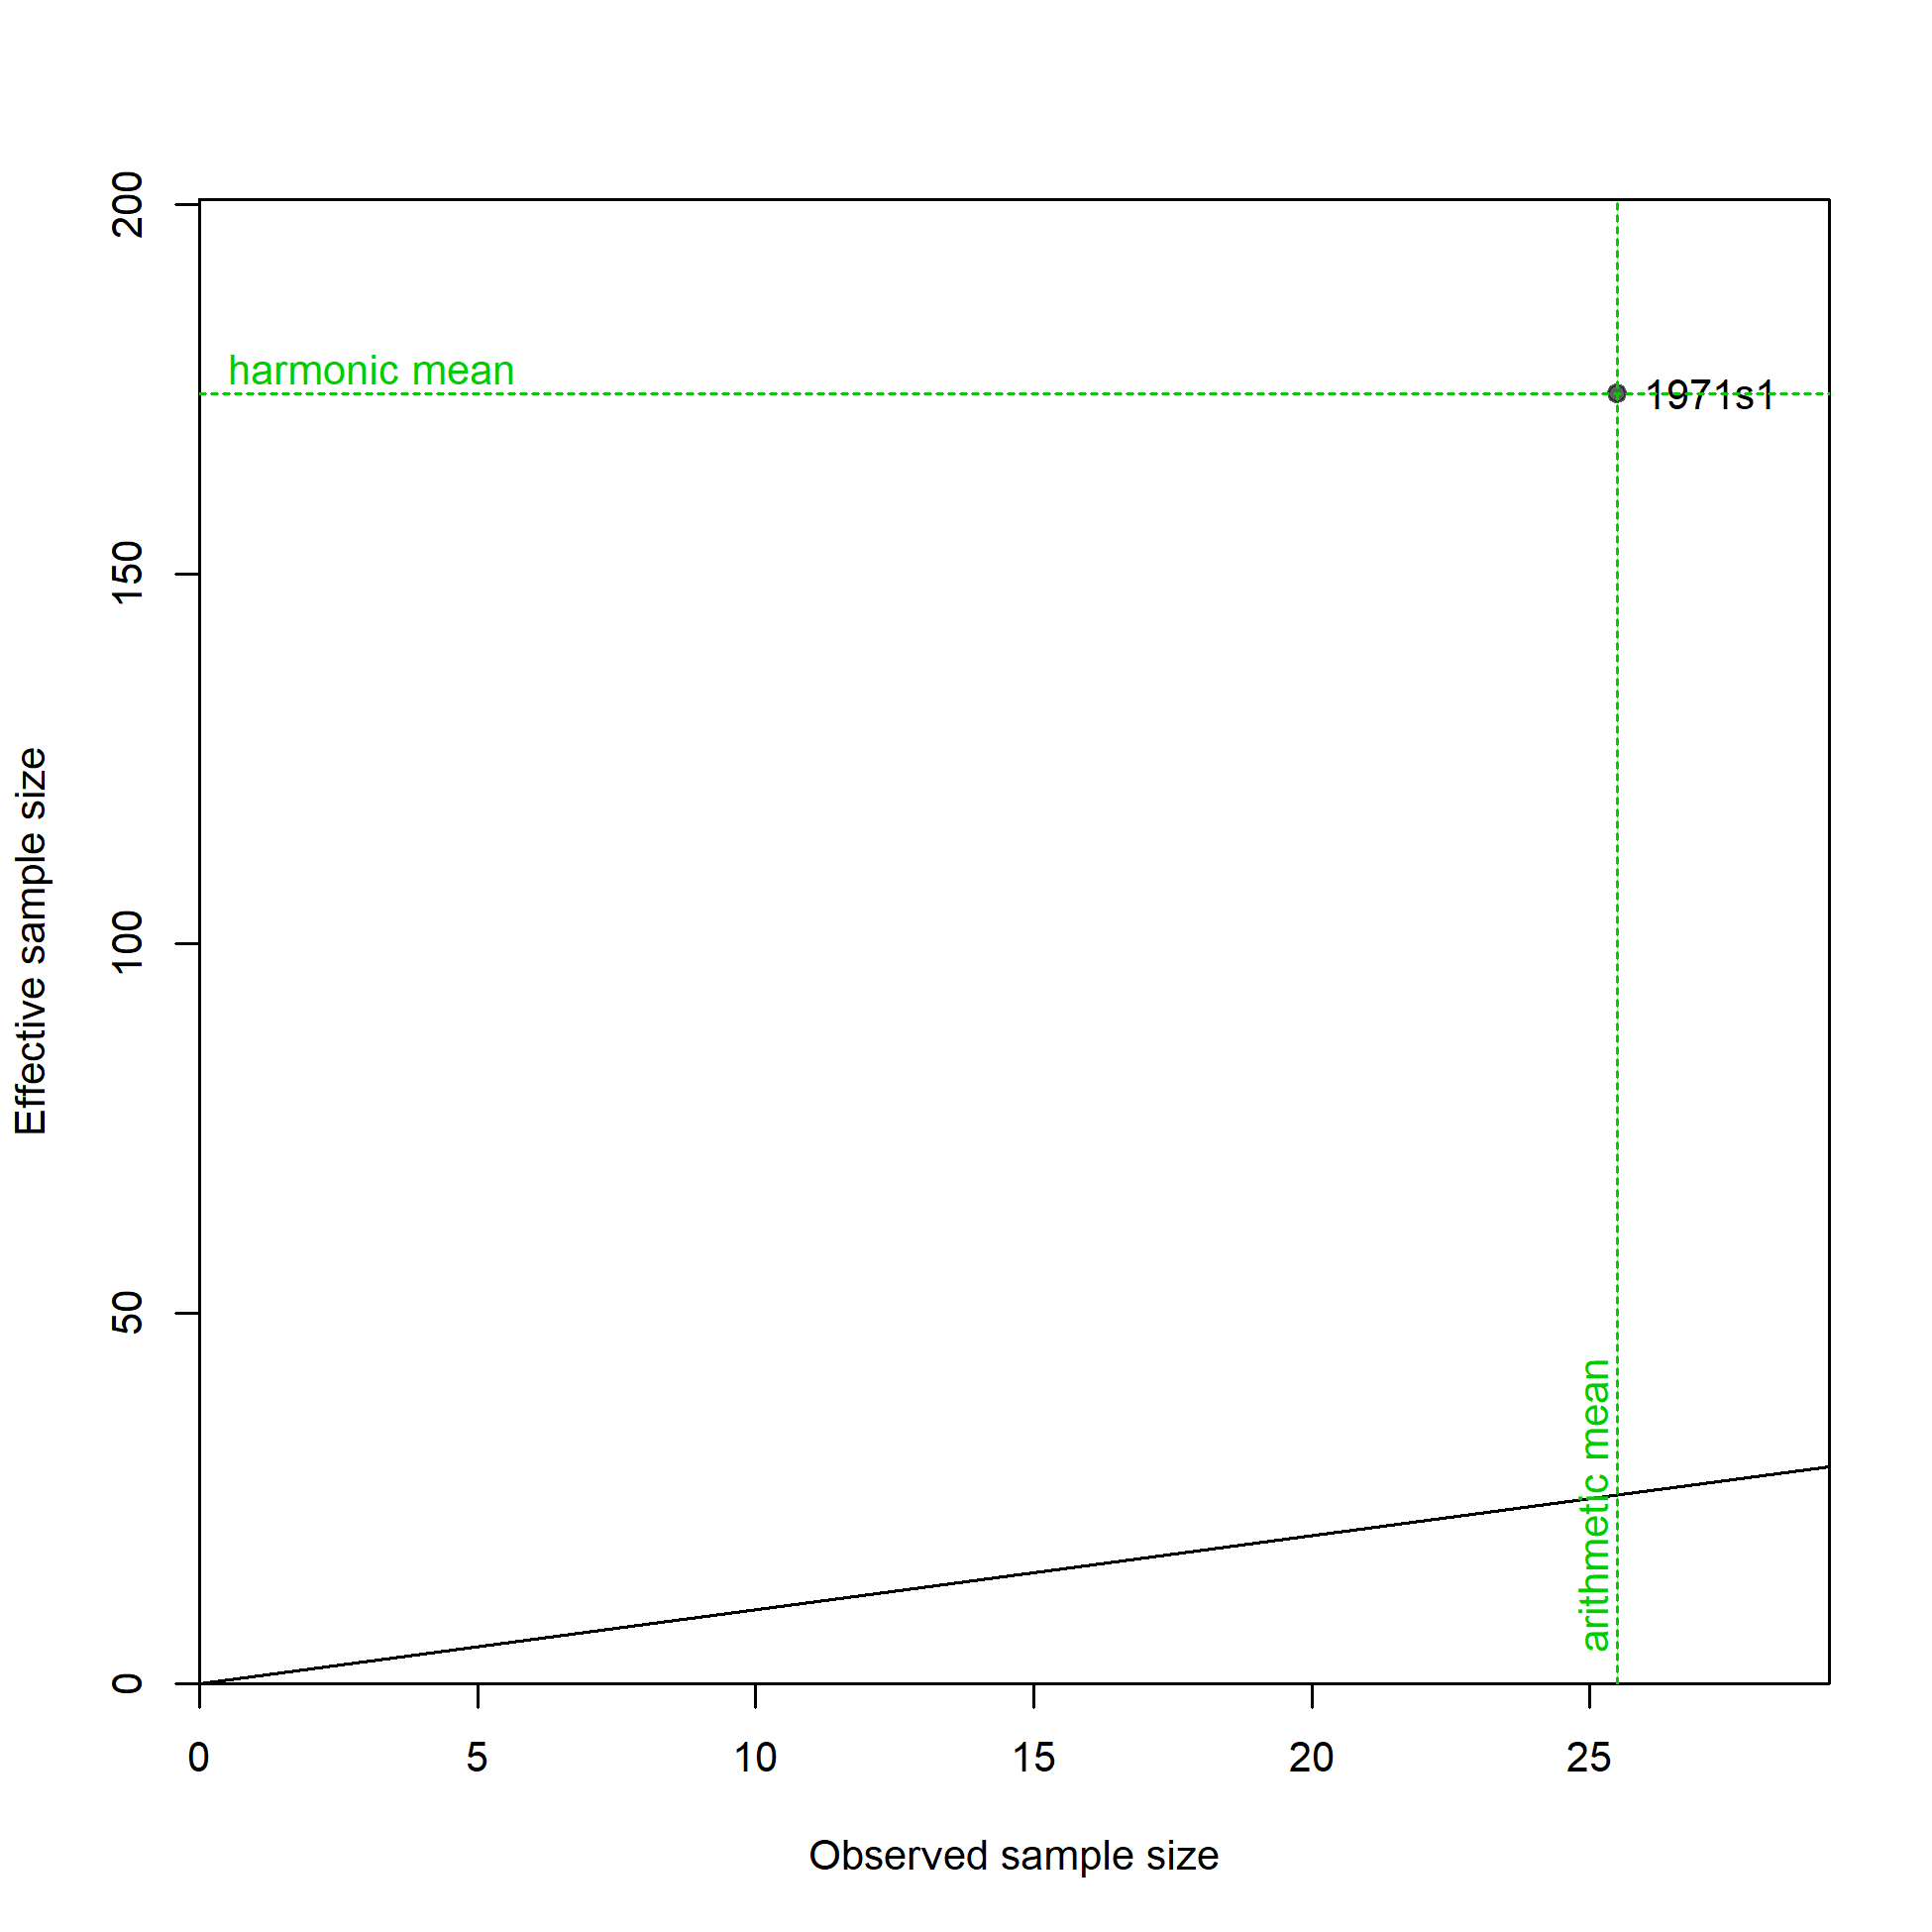 200
harmonic mean
1971s1
150
100
50
0
Effective sample size
arithmetic mean
0 5 10 15 20 25
Observed sample size